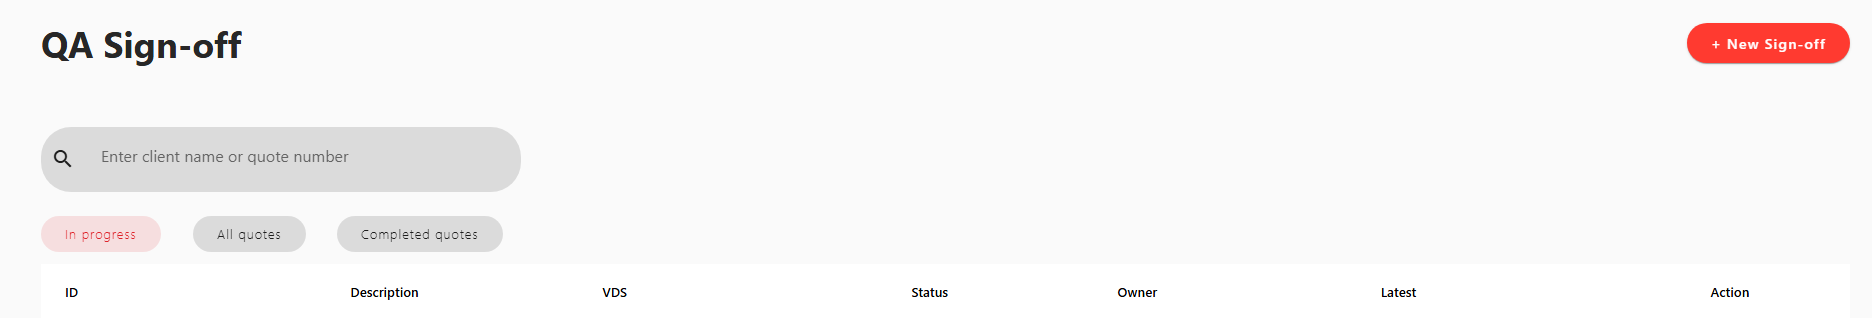 QA Sign-off
+ New Sign-off
Enter client name or quote number
In progress All quotes Completed quotes
ID Description VDS Status Owner Latest Action